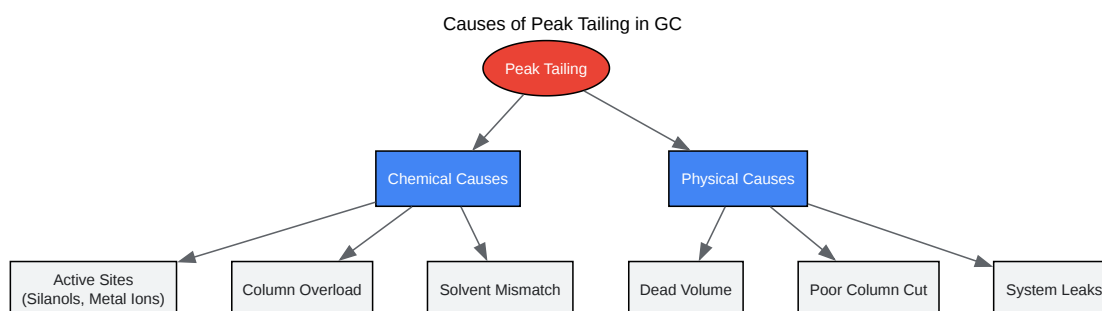 Causes of Peak Tailing in GC
Peak Tailing
Chemical Causes
Physical Causes
Active Sites
(Silanols, Metal Ions)
Column Overload
Solvent Mismatch
Dead Volume
Poor Column Cut
System Leaks